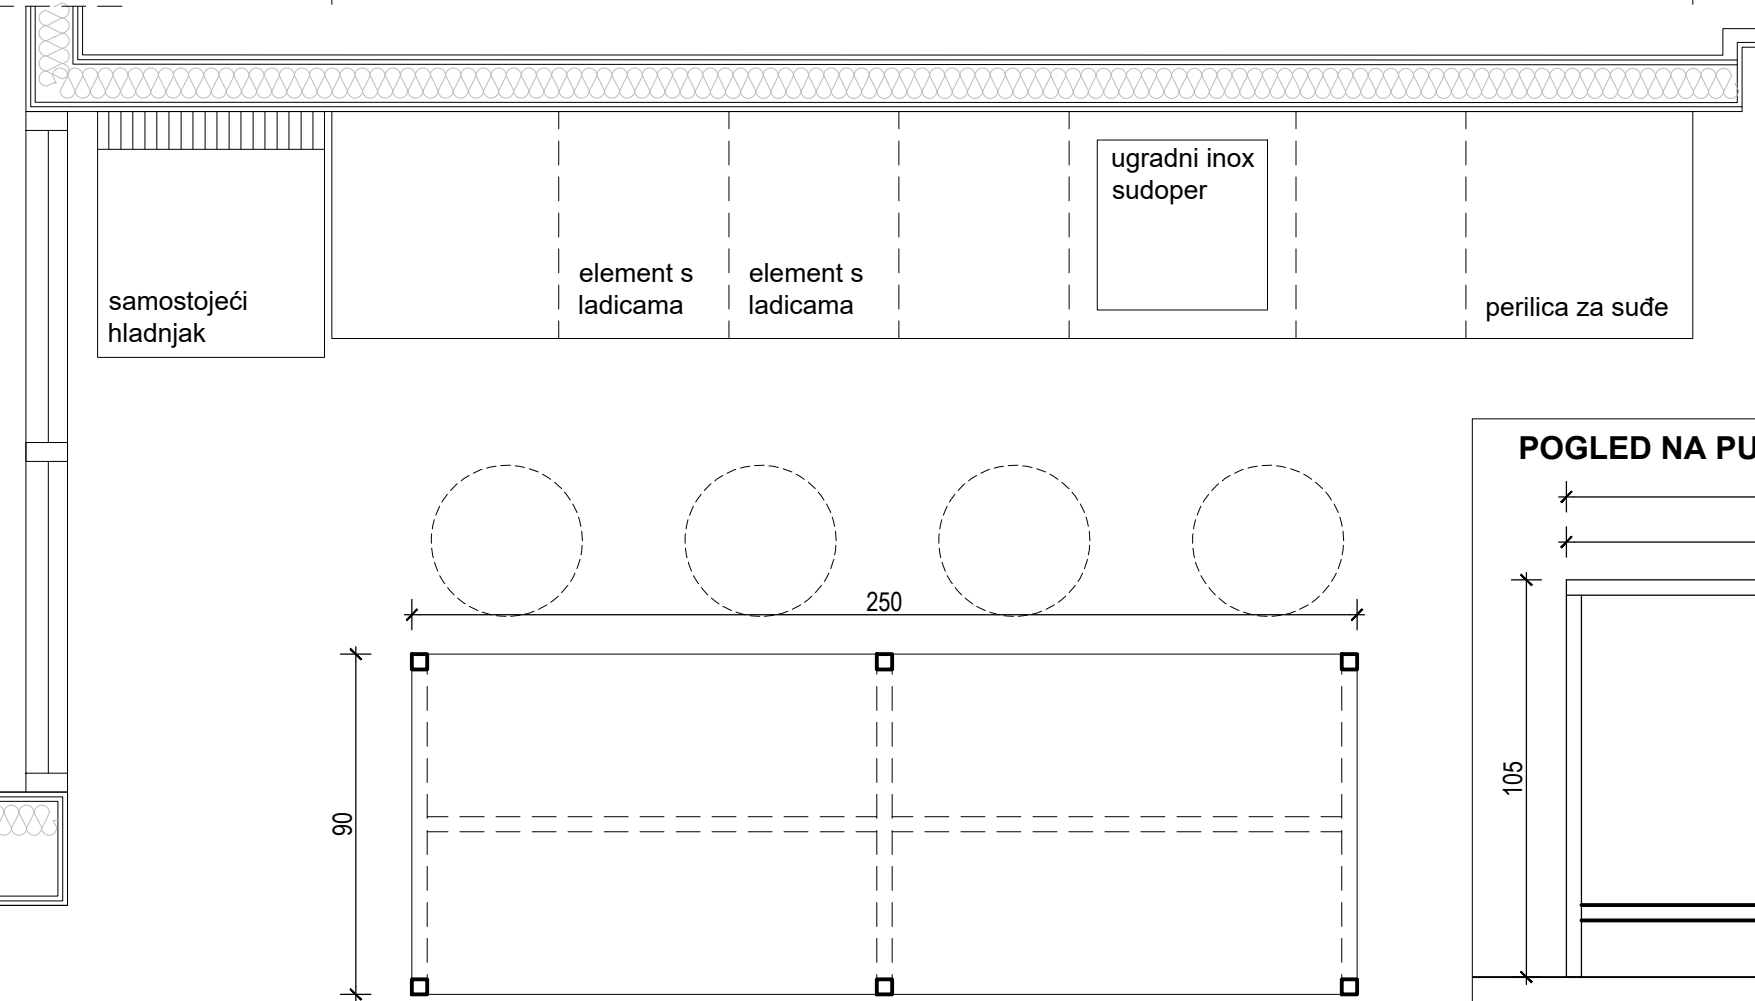 ugradni inox
sudoper
element s
ladicama
element s
ladicama
samostojeći
hladnjak
perilica za suđe
POGLED NA PU
250
90
105